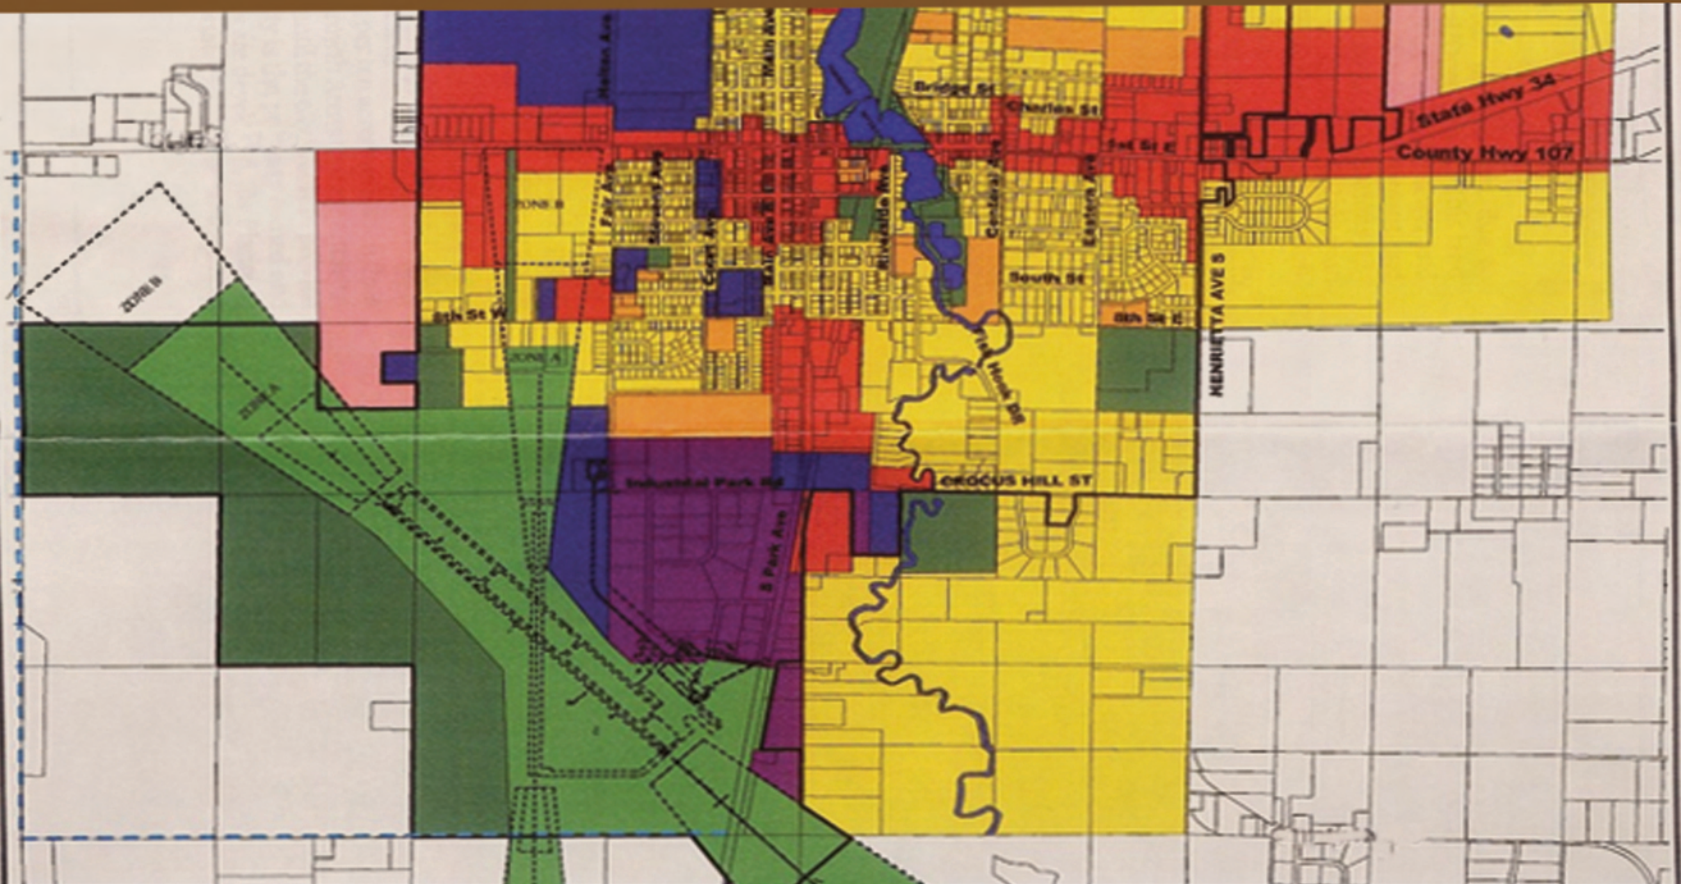 Main Ave
Bridge St
Charles St
State Hwy 34
1st St E
County Hwy 107
ZONE B
Fair Ave
Court Ave
Riverside Ave
Central Ave
Eastern Ave
South St
HENRIETTA AVE S
ZONE B
8th St W
8th St E
ZONE A
Fish Hook DR
ZONE A
Industrial Park Rd
CROCUS HILL ST
S Park Ave